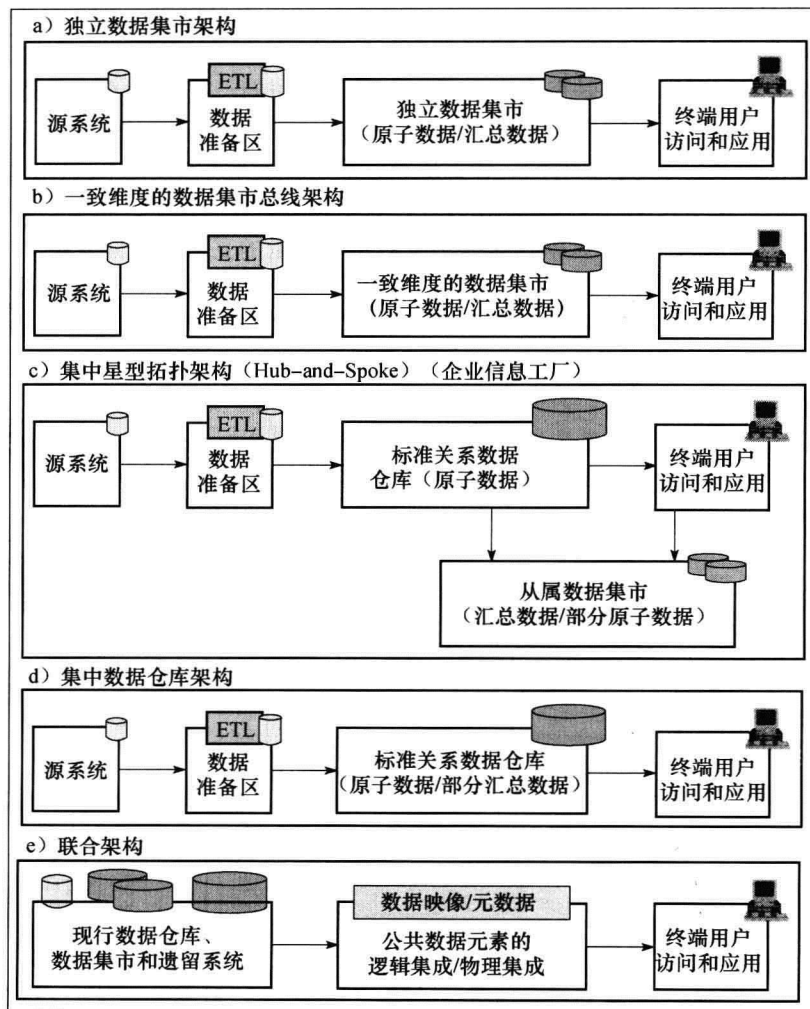 a）独立数据集市架构
源系统
ETL
数据
准备区
独立数据集市
（原子数据/汇总数据）
终端用户
访问和应用
b）一致维度的数据集市总线架构
源系统
ETL
数据
准备区
一致维度的数据集市
(原子数据/汇总数据）
终端用户
访问和应用
c）集中星型拓扑架构（Hub-and-Spoke）（企业信息工厂）
源系统
ETL
数据
准备区
标准关系数据
仓库（原子数据）
终端用户
访问和应用
从属数据集市
（汇总数据/部分原子数据）
d）集中数据仓库架构
源系统
ETL
数据
准备区
标准关系数据仓库
（原子数据/部分汇总数据）
终端用户
访问和应用
e）联合架构
现行数据仓库、
数据集市和遗留系统
数据映像/元数据
公共数据元素的
逻辑集成/物理集成
终端用户
访问和应用